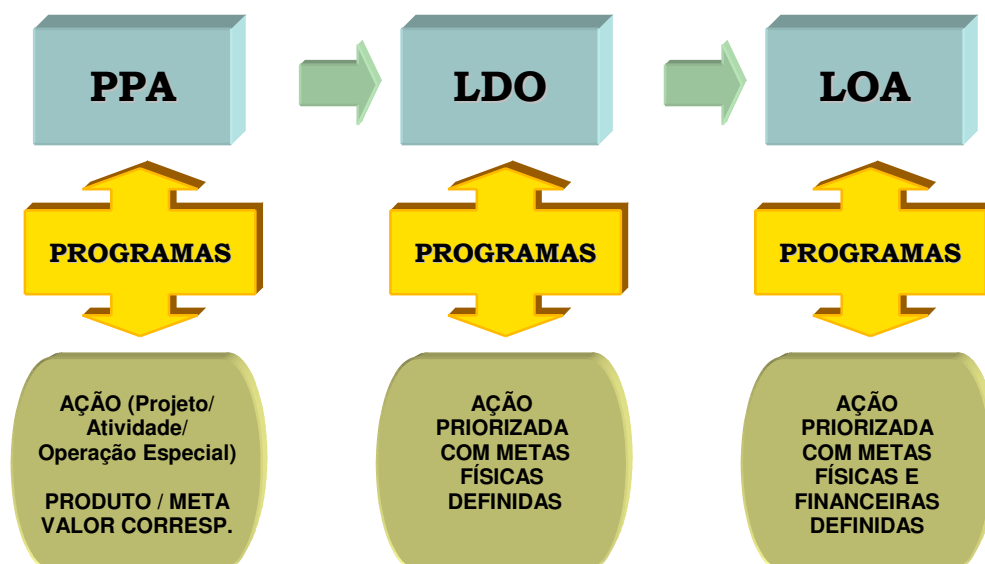 PPA
LDO
LOA
PROGRAMAS
PROGRAMAS
PROGRAMAS
AÇÃO (Projeto/
Atividade/
Operação Especial)
PRODUTO / META
VALOR CORRESP.
AÇÃO
PRIORIZADA
COM METAS
FÍSICAS
DEFINIDAS
AÇÃO
PRIORIZADA
COM METAS
FÍSICAS E
FINANCEIRAS
DEFINIDAS